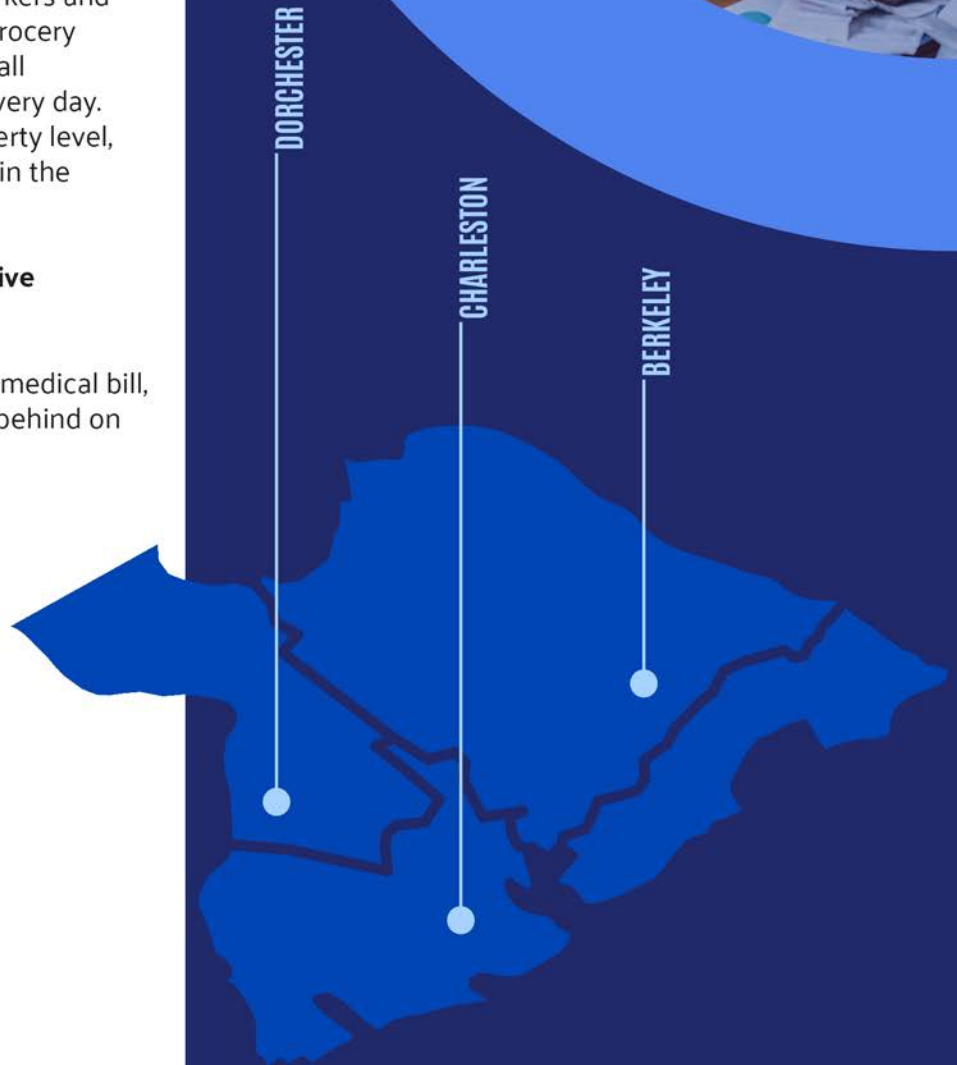 rocery
all
very day.
erty level,
in the
ive
medical bill,
behind on
DORCHESTER
CHARLESTON
BERKELEY